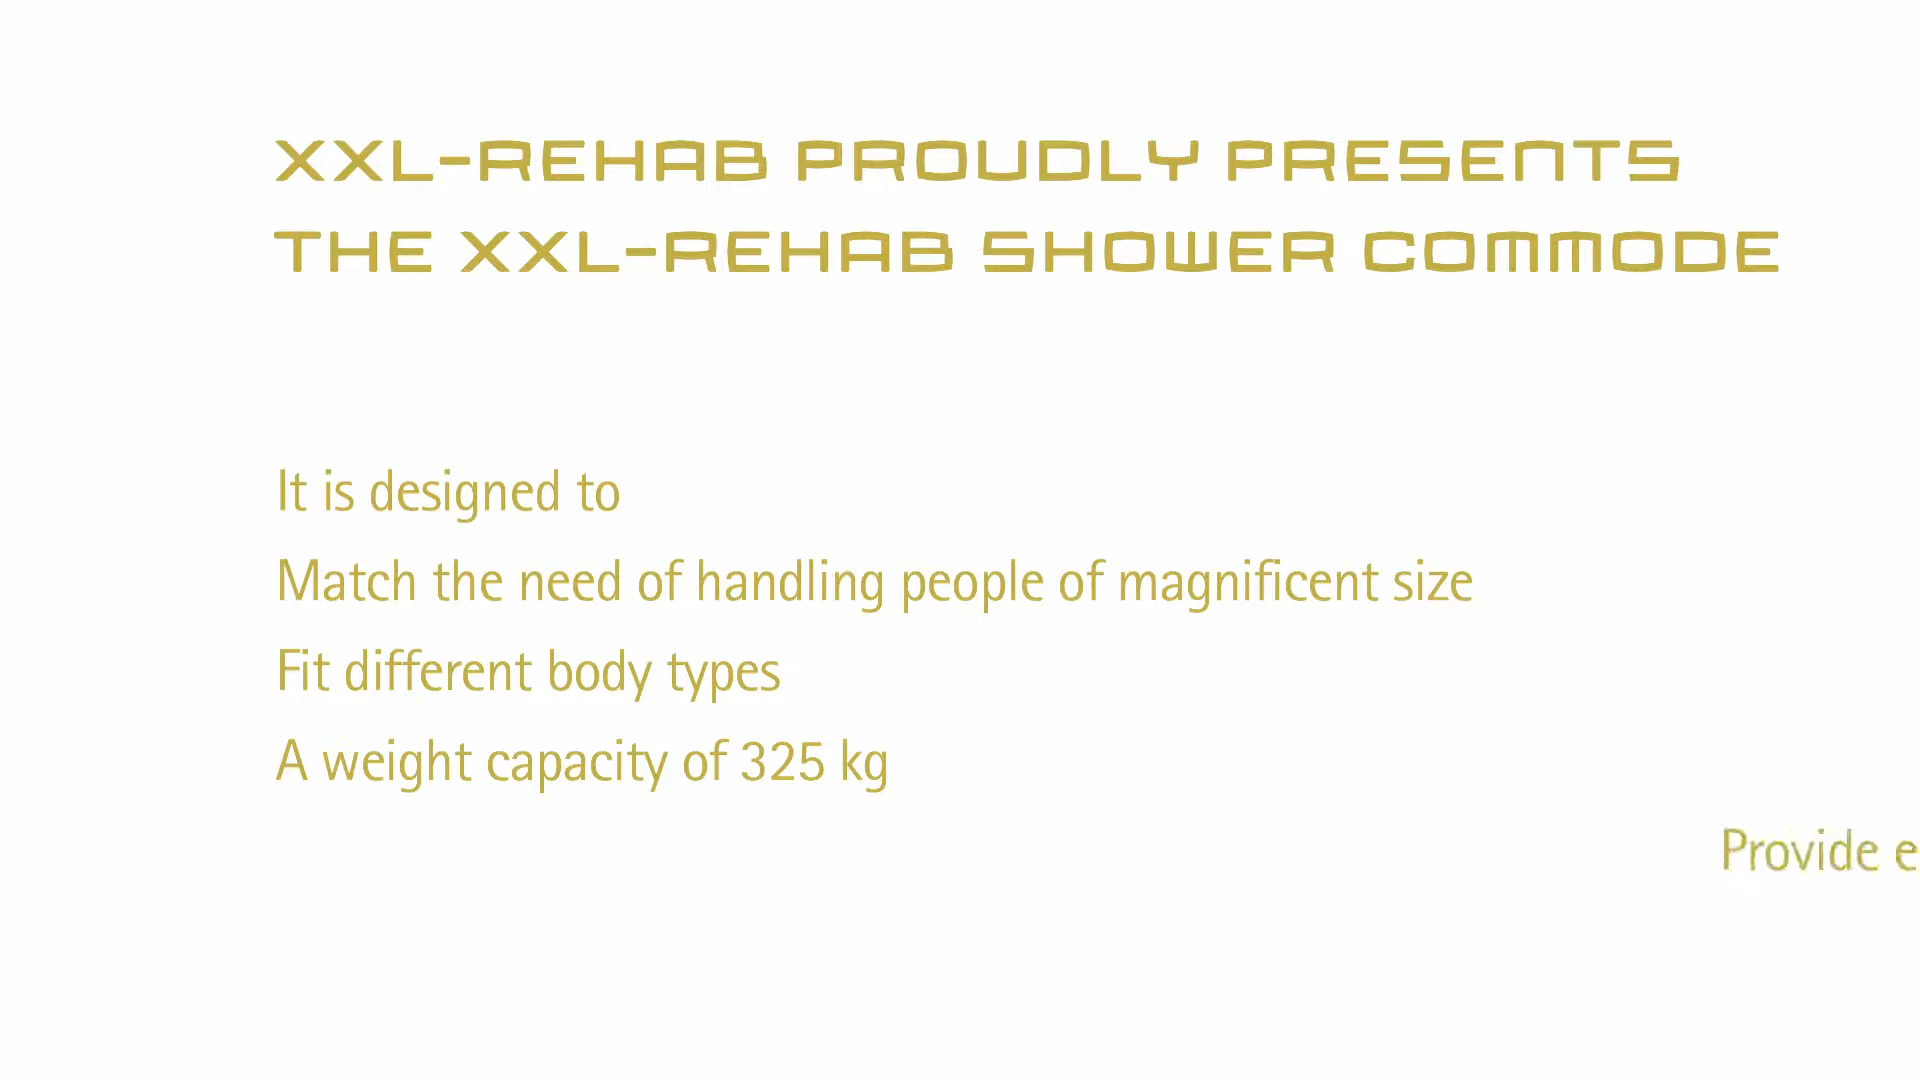 XXL-REHAB PROUDLY PRESENTS
THE XXL-REHAB SHOWER COMMODE
It is designed to
Match the need of handling people of magnificent size
Fit different body types
A weight capacity of 325 kg
Provide